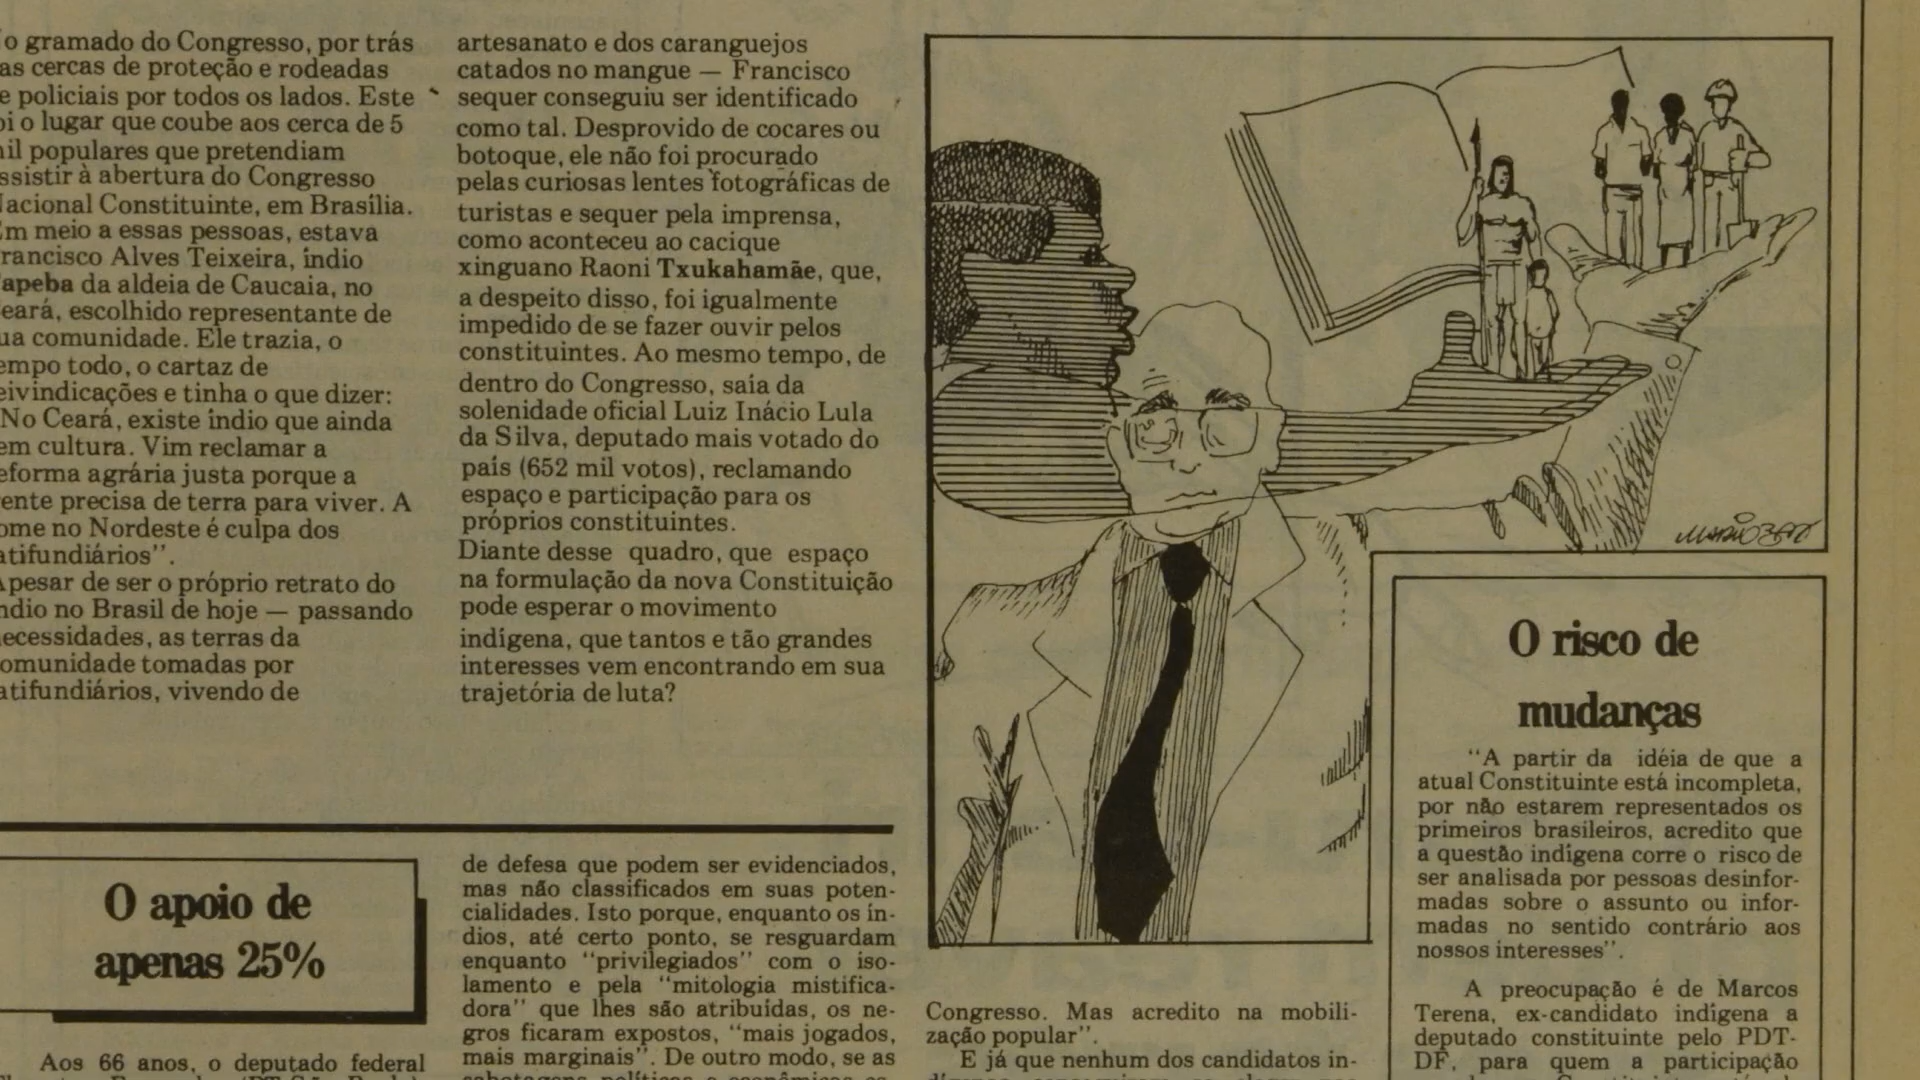 o gramado do Congresso, por trás
as cercas de proteção e rodeadas
e policiais por todos os lados. Este
oi o lugar que coube aos cerca de 5
il populares que pretendiam
ssistir à abertura do Congresso
acional Constituinte, em Brasília.
m meio a essas pessoas, estava
rancisco Alves Teixeira, índio
apeba da aldeia de Caucaia, no
eará, escolhido representante de
ua comunidade. Ele trazia, o
empo todo, o cartaz de
eivindicações e tinha o que dizer:
No Ceará, existe índio que ainda
em cultura. Vim reclamar a
eforma agrária justa porque a
ente precisa de terra para viver. A
ome no Nordeste é culpa dos
atifundiários".
Apesar de ser o próprio retrato do
ndio no Brasil de hoje — passando
ecessidades, as terras da
omunidade tomadas por
atifundiários, vivendo de
artesanato e dos caranguejos
catados no mangue — Francisco
sequer conseguiu ser identificado
como tal. Desprovido de cocares ou
botoque, ele não foi procurado
pelas curiosas lentes fotográficas de
turistas e sequer pela imprensa,
como aconteceu ao cacique
xinguano Raoni Txukahamãe, que,
a despeito disso, foi igualmente
impedido de se fazer ouvir pelos
constituintes. Ao mesmo tempo, de
dentro do Congresso, saía da
solenidade oficial Luiz Inácio Lula
da Silva, deputado mais votado do
país (652 mil votos), reclamando
espaço e participação para os
próprios constituintes.
Diante desse quadro, que espaço
na formulação da nova Constituição
pode esperar o movimento
indígena, que tantos e tão grandes
interesses vem encontrando em sua
trajetória de luta?
O apoio de
apenas 25%
Aos 66 anos, o deputado federal
de defesa que podem ser evidenciados,
mas não classificados em suas poten-
cialidades. Isto porque, enquanto os ín-
dios, até certo ponto, se resguardam
enquanto "privilegiados" com o iso-
lamento e pela "mitologia mistifica-
dora" que lhes são atribuídas, os ne-
gros ficaram expostos, "mais jogados,
mais marginais". De outro modo, se as
Congresso. Mas acredito na mobili-
zação popular".
E já que nenhum dos candidatos in-
O risco de
mudanças
"A partir da idéia de que a
atual Constituinte está incompleta,
por não estarem representados os
primeiros brasileiros, acredito que
a questão indígena corre o risco de
ser analisada por pessoas desinfor-
madas sobre o assunto ou infor-
madas no sentido contrário aos
nossos interesses".
A preocupação é de Marcos
Terena, ex-candidato indígena a
deputado constituinte pelo PDT-
DF, para quem a participação